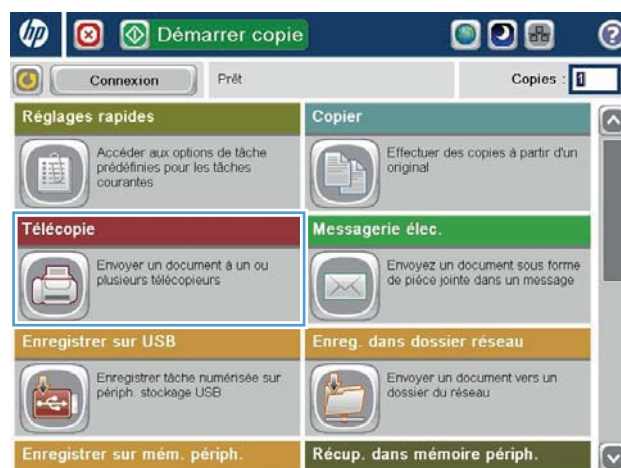 hp Démarrer copie ?
Connexion Prêt Copies : 1
Réglages rapides
Accéder aux options de tâche
prédéfinies pour les tâches
courantes
Copier
Effectuer des copies à partir d'un
original
Télécopie
Envoyer un document à un ou
plusieurs télécopieurs
Messagerie élec.
Envoyez un document sous forme
de pièce jointe dans un message
Enregistrer sur USB
Enregistrer tâche numérisée sur
périph. stockage USB
Enreg. dans dossier réseau
Envoyer un document vers un
dossier du réseau
Enregistrer sur mém. périph.
Récup. dans mémoire périph.